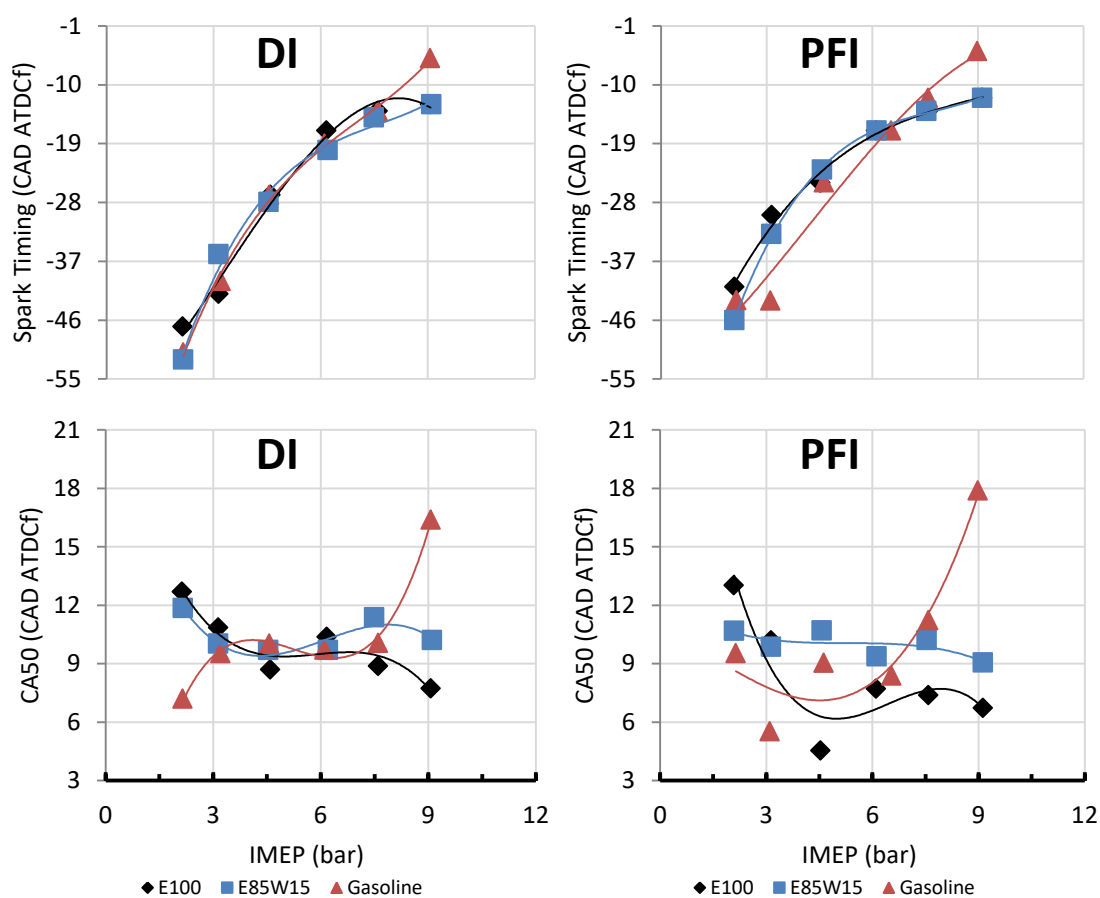 DI
Spark Timing (CAD ATDCf)
-1
-10
-19
-28
-37
-46
-55
PFI
Spark Timing (CAD ATDCf)
-1
-10
-19
-28
-37
-46
-55
DI
CA50 (CAD ATDCf)
21
18
15
12
9
6
3
0 3 6 9 12
IMEP (bar)
E100 E85W15 Gasoline
PFI
CA50 (CAD ATDCf)
21
18
15
12
9
6
3
0 3 6 9 12
IMEP (bar)
E100 E85W15 Gasoline